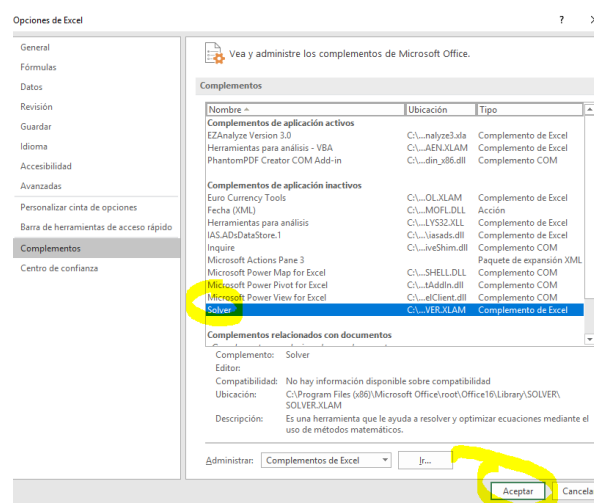 Opciones de Excel ?
General
Fórmulas
Datos
Revisión
Guardar
Idioma
Accesibilidad
Avanzadas
Personalizar cinta de opciones
Barra de herramientas de acceso rápido
Complementos
Centro de confianza
Vea y administre los complementos de Microsoft Office.
Complementos
Nombre Ubicación Tipo
Complementos de aplicación activos
EZAnalyze Version 3.0 C:\...nalyze3.xla Complemento de Excel
Herramientas para análisis - VBA C:\...AEN.XLAM Complemento de Excel
PhantomPDF Creator COM Add-in C:\...din_x86.dll Complemento COM
Complementos de aplicación inactivos
Euro Currency Tools C:\...OL.XLAM Complemento de Excel
Fecha (XML) C:\...MOFL.DLL Acción
Herramientas para análisis C:\...LYS32.XLL Complemento de Excel
IAS.ADsDataStore.1 C:\...\iasads.dll Complemento de Excel
Inquire C:\...iveShim.dll Complemento COM
Microsoft Actions Pane 3 Paquete de expansión XML
Microsoft Power Map for Excel C:\...SHELL.DLL Complemento COM
Microsoft Power Pivot for Excel C:\...tAddIn.dll Complemento COM
Microsoft Power View for Excel C:\...elClient.dll Complemento COM
Solver C:\...VER.XLAM Complemento de Excel
Complementos relacionados con documentos
Complemento: Solver
Editor:
Compatibilidad: No hay información disponible sobre compatibilidad
Ubicación: C:\Program Files (x86)\Microsoft Office\root\Office16\Library\SOLVER\
SOLVER.XLAM
Descripción: Es una herramienta que le ayuda a resolver y optimizar ecuaciones mediante el
uso de métodos matemáticos.
Administrar: Complementos de Excel Ir...
Aceptar Cancela